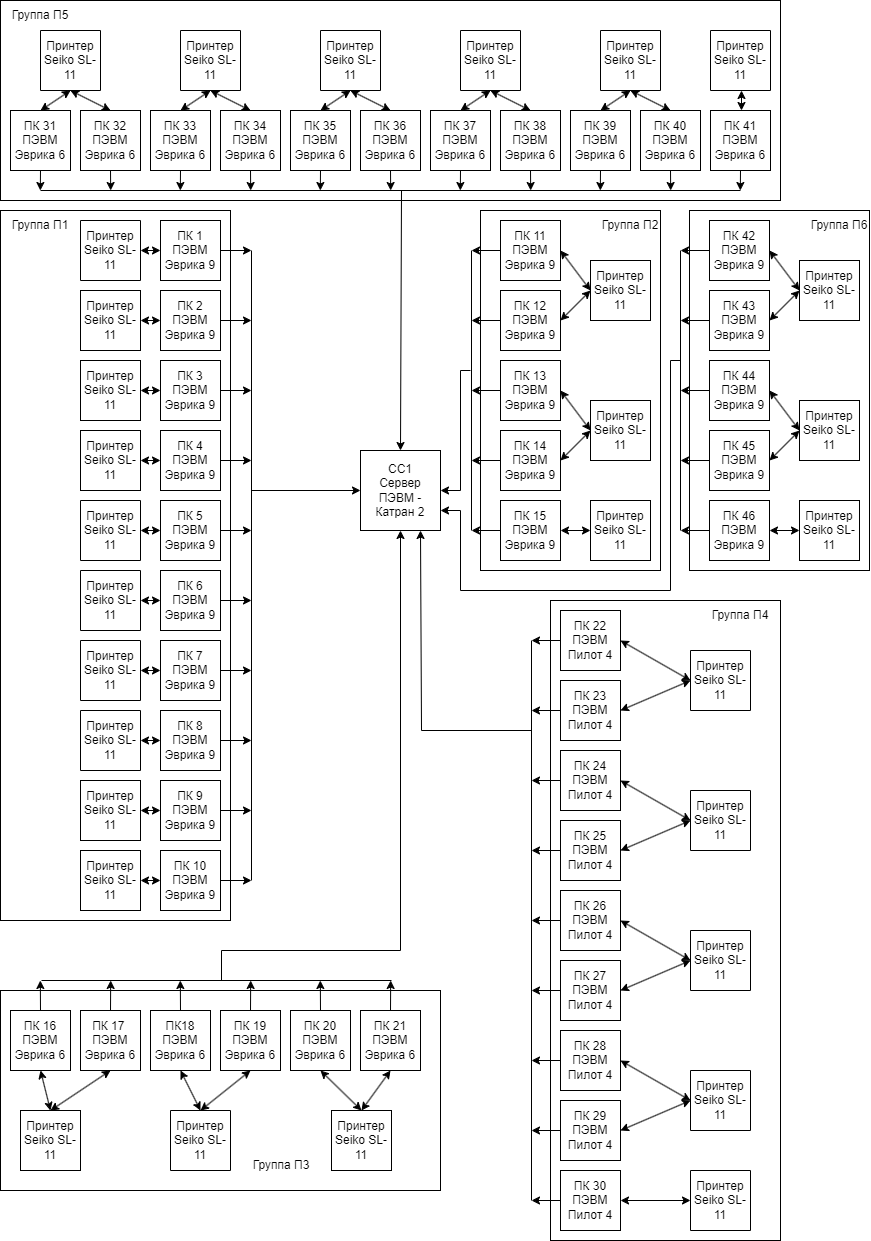 Группа П5
Принтер
Seiko SL-
11
Принтер
Seiko SL-
11
Принтер
Seiko SL-
11
Принтер
Seiko SL-
11
Принтер
Seiko SL-
11
Принтер
Seiko SL-
11
ПК 31
ПЭВМ
Эврика 6
ПК 32
ПЭВМ
Эврика 6
ПК 33
ПЭВМ
Эврика 6
ПК 34
ПЭВМ
Эврика 6
ПК 35
ПЭВМ
Эврика 6
ПК 36
ПЭВМ
Эврика 6
ПК 37
ПЭВМ
Эврика 6
ПК 38
ПЭВМ
Эврика 6
ПК 39
ПЭВМ
Эврика 6
ПК 40
ПЭВМ
Эврика 6
ПК 41
ПЭВМ
Эврика 6
Группа П1
Принтер
Seiko SL-
11
ПК 1
ПЭВМ
Эврика 9
Принтер
Seiko SL-
11
ПК 2
ПЭВМ
Эврика 9
Принтер
Seiko SL-
11
ПК 3
ПЭВМ
Эврика 9
Принтер
Seiko SL-
11
ПК 4
ПЭВМ
Эврика 9
Принтер
Seiko SL-
11
ПК 5
ПЭВМ
Эврика 9
Принтер
Seiko SL-
11
ПК 6
ПЭВМ
Эврика 9
Принтер
Seiko SL-
11
ПК 7
ПЭВМ
Эврика 9
Принтер
Seiko SL-
11
ПК 8
ПЭВМ
Эврика 9
Принтер
Seiko SL-
11
ПК 9
ПЭВМ
Эврика 9
Принтер
Seiko SL-
11
ПК 10
ПЭВМ
Эврика 9
СС1
Сервер
ПЭВМ -
Катран 2
Группа П2
ПК 11
ПЭВМ
Эврика 9
ПК 12
ПЭВМ
Эврика 9
Принтер
Seiko SL-
11
ПК 13
ПЭВМ
Эврика 9
ПК 14
ПЭВМ
Эврика 9
Принтер
Seiko SL-
11
ПК 15
ПЭВМ
Эврика 9
Принтер
Seiko SL-
11
Группа П6
ПК 42
ПЭВМ
Эврика 9
ПК 43
ПЭВМ
Эврика 9
Принтер
Seiko SL-
11
ПК 44
ПЭВМ
Эврика 9
ПК 45
ПЭВМ
Эврика 9
Принтер
Seiko SL-
11
ПК 46
ПЭВМ
Эврика 9
Принтер
Seiko SL-
11
Группа П4
ПК 22
ПЭВМ
Пилот 4
ПК 23
ПЭВМ
Пилот 4
Принтер
Seiko SL-
11
ПК 24
ПЭВМ
Пилот 4
ПК 25
ПЭВМ
Пилот 4
Принтер
Seiko SL-
11
ПК 26
ПЭВМ
Пилот 4
ПК 27
ПЭВМ
Пилот 4
Принтер
Seiko SL-
11
ПК 28
ПЭВМ
Пилот 4
ПК 29
ПЭВМ
Пилот 4
Принтер
Seiko SL-
11
ПК 30
ПЭВМ
Пилот 4
Принтер
Seiko SL-
11
ПК 16
ПЭВМ
Эврика 6
ПК 17
ПЭВМ
Эврика 6
ПК18
ПЭВМ
Эврика 6
ПК 19
ПЭВМ
Эврика 6
ПК 20
ПЭВМ
Эврика 6
ПК 21
ПЭВМ
Эврика 6
Принтер
Seiko SL-
11
Принтер
Seiko SL-
11
Принтер
Seiko SL-
11
Группа П3